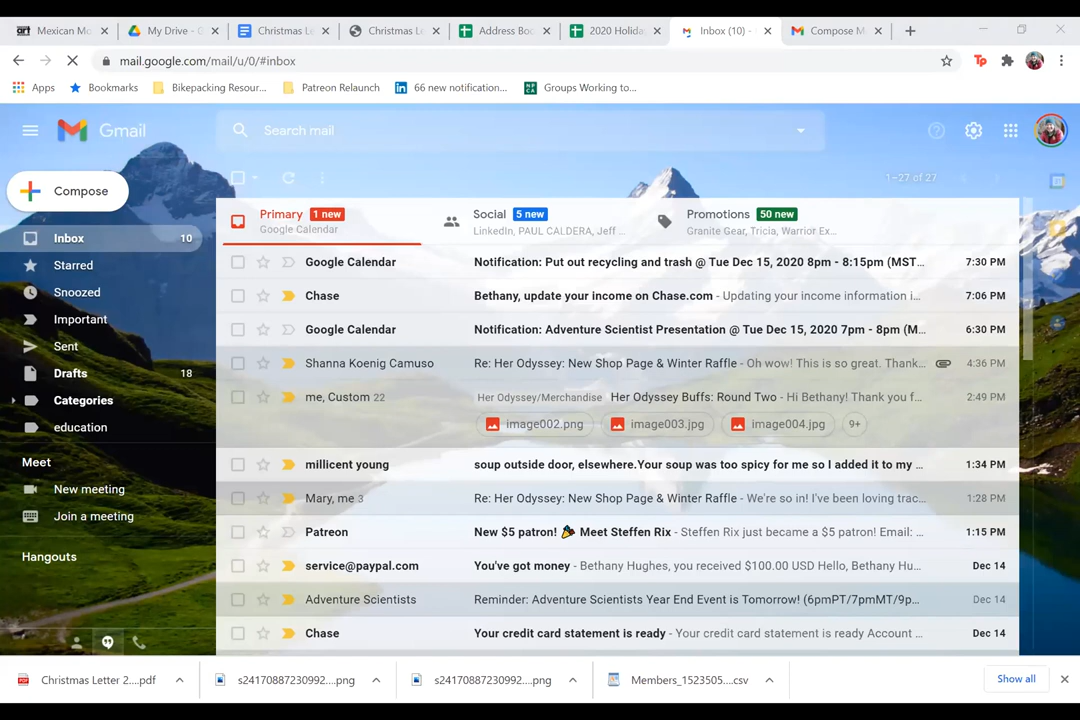 art Mexican Mo
My Drive - G
Christmas L
Christmas L
Address Bo
2020 Holida
Inbox (10) -
Compose M
mail.google.com/mail/u/0/#inbox
Apps Bookmarks Bikepacking Resour... Patreon Relaunch 66 new notification... Groups Working to...
Gmail
Search mail
Compose
1–27 of 27
Primary 1 new
Google Calendar
Social 5 new
LinkedIn, PAUL CALDERA, Jeff ...
Promotions 50 new
Granite Gear, Tricia, Warrior Ex...
Inbox 10
Starred
Snoozed
Important
Sent
Drafts 18
Categories
education
Meet
New meeting
Join a meeting
Hangouts
Google Calendar Notification: Put out recycling and trash @ Tue Dec 15, 2020 8pm - 8:15pm (MST... 7:30 PM
Chase Bethany, update your income on Chase.com - Updating your income information i... 7:06 PM
Google Calendar Notification: Adventure Scientist Presentation @ Tue Dec 15, 2020 7pm - 8pm (M... 6:30 PM
Shanna Koenig Camuso Re: Her Odyssey: New Shop Page & Winter Raffle - Oh wow! This is so great. Thank... 4:36 PM
me, Custom 22 Her Odyssey/Merchandise Her Odyssey Buffs: Round Two - Hi Bethany! Thank you f... 2:49 PM
image002.png image003.jpg image004.jpg 9+
millicent young soup outside door, elsewhere.Your soup was too spicy for me so I added it to my ... 1:34 PM
Mary, me 3 Re: Her Odyssey: New Shop Page & Winter Raffle - We're so in! I've been loving trac... 1:28 PM
Patreon New $5 patron! 🎉 Meet Steffen Rix - Steffen Rix just became a $5 patron! Email: ... 1:15 PM
service@paypal.com You've got money - Bethany Hughes, you received $100.00 USD Hello, Bethany Hu... Dec 14
Adventure Scientists Reminder: Adventure Scientists Year End Event is Tomorrow! (6pmPT/7pmMT/9p... Dec 14
Chase Your credit card statement is ready - Your credit card statement is ready Account ... Dec 14
Christmas Letter 2....pdf
s24170887230992....png
s24170887230992....png
Members_1523505....csv
Show all